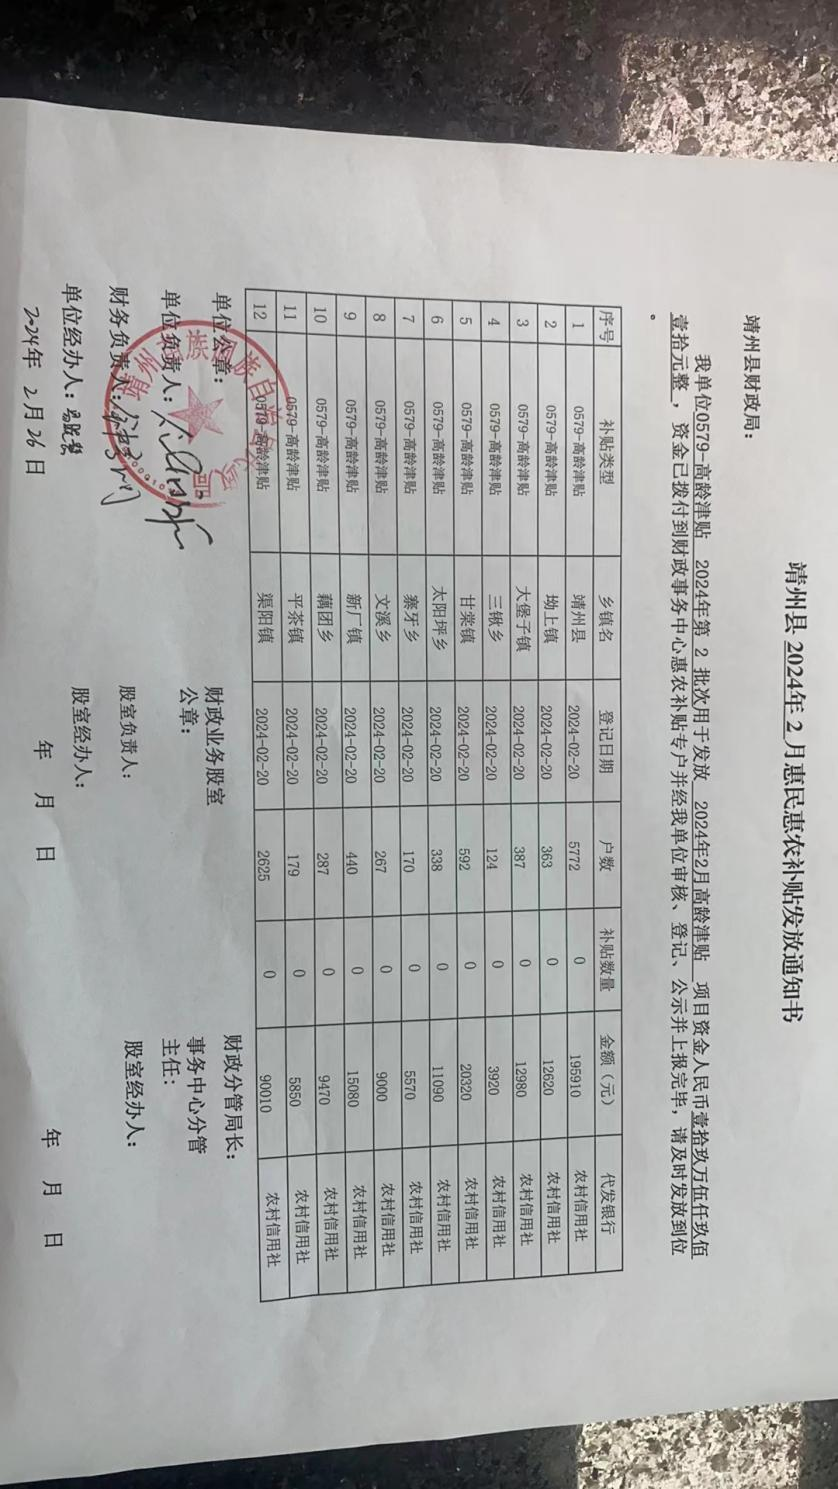 靖州县 2024年 2 月惠民惠农补贴发放通知书
靖州县财政局：
我单位0579-高龄津贴 2024年第 2 批次用于发放 2024年2月高龄津贴 项目资金人民币壹拾玖万伍仟玖佰
壹拾元整，资金已拨付到财政事务中心惠农补贴专户并经我单位审核、登记、公示并上报完毕，请及时发放到位
。
序号 补贴类型 乡镇名 登记日期 户数 补贴数量 金额（元） 代发银行
1 0579-高龄津贴 靖州县 2024-02-20 5772 0 195910 农村信用社
2 0579-高龄津贴 坳上镇 2024-02-20 363 0 12620 农村信用社
3 0579-高龄津贴 大堡子镇 2024-02-20 387 0 12980 农村信用社
4 0579-高龄津贴 三锹乡 2024-02-20 124 0 3920 农村信用社
5 0579-高龄津贴 甘棠镇 2024-02-20 592 0 20320 农村信用社
6 0579-高龄津贴 太阳坪乡 2024-02-20 338 0 11090 农村信用社
7 0579-高龄津贴 寨牙乡 2024-02-20 170 0 5570 农村信用社
8 0579-高龄津贴 文溪乡 2024-02-20 267 0 9000 农村信用社
9 0579-高龄津贴 新厂镇 2024-02-20 440 0 15080 农村信用社
10 0579-高龄津贴 藕团乡 2024-02-20 287 0 9470 农村信用社
11 0579-高龄津贴 平茶镇 2024-02-20 179 0 5850 农村信用社
12 0579-高龄津贴 渠阳镇 2024-02-20 2625 0 90010 农村信用社
单位公章： 财政业务股室 财政分管局长：
公章： 事务中心分管
单位负责人： 主任：
财务负责人： 股室负责人： 股室经办人：
单位经办人： 股室经办人：
2024年 2月 26日 年 月 日 年 月 日